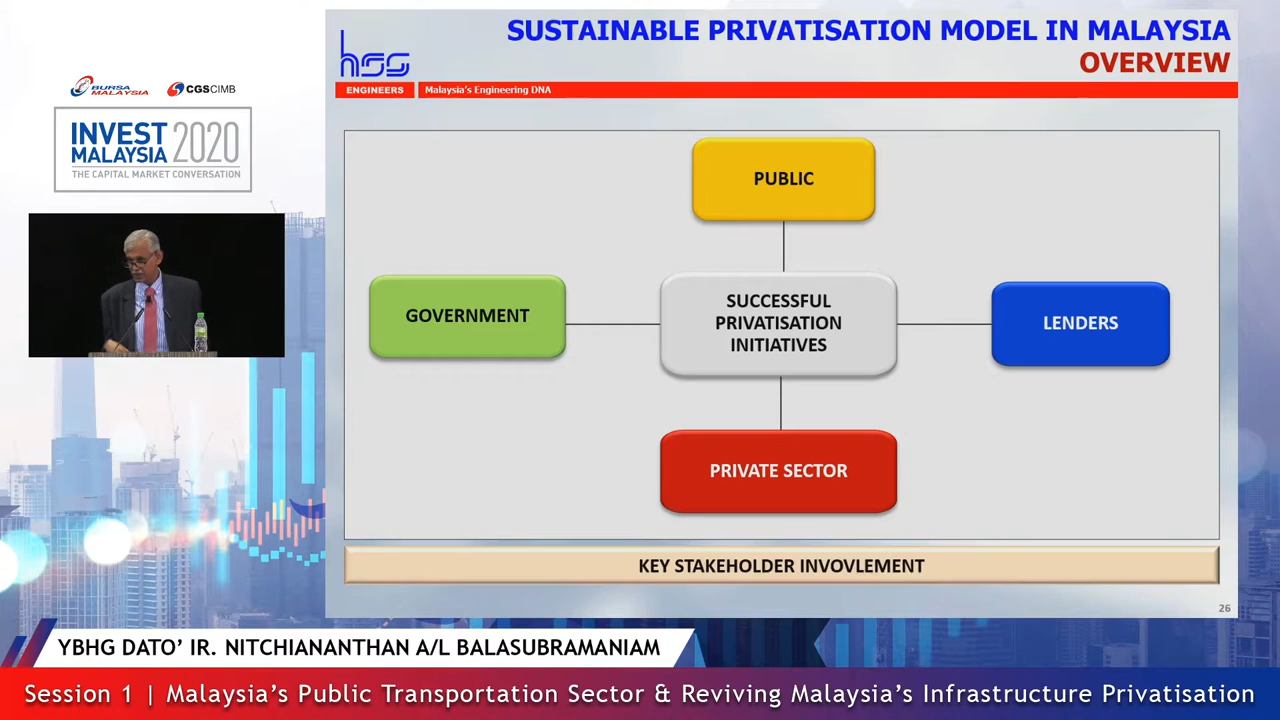 BURSA
MALAYSIA
CGS CIMB
INVEST
MALAYSIA
2020
THE CAPITAL MARKET CONVERSATION
hss
ENGINEERS
Malaysia's Engineering DNA
SUSTAINABLE PRIVATISATION MODEL IN MALAYSIA
OVERVIEW
PUBLIC
GOVERNMENT
SUCCESSFUL
PRIVATISATION
INITIATIVES
LENDERS
PRIVATE SECTOR
KEY STAKEHOLDER INVOVLEMENT
26
YBHG DATO’ IR. NITCHIANANTHAN A/L BALASUBRAMANIAM
Session 1 | Malaysia’s Public Transportation Sector & Reviving Malaysia’s Infrastructure Privatisation